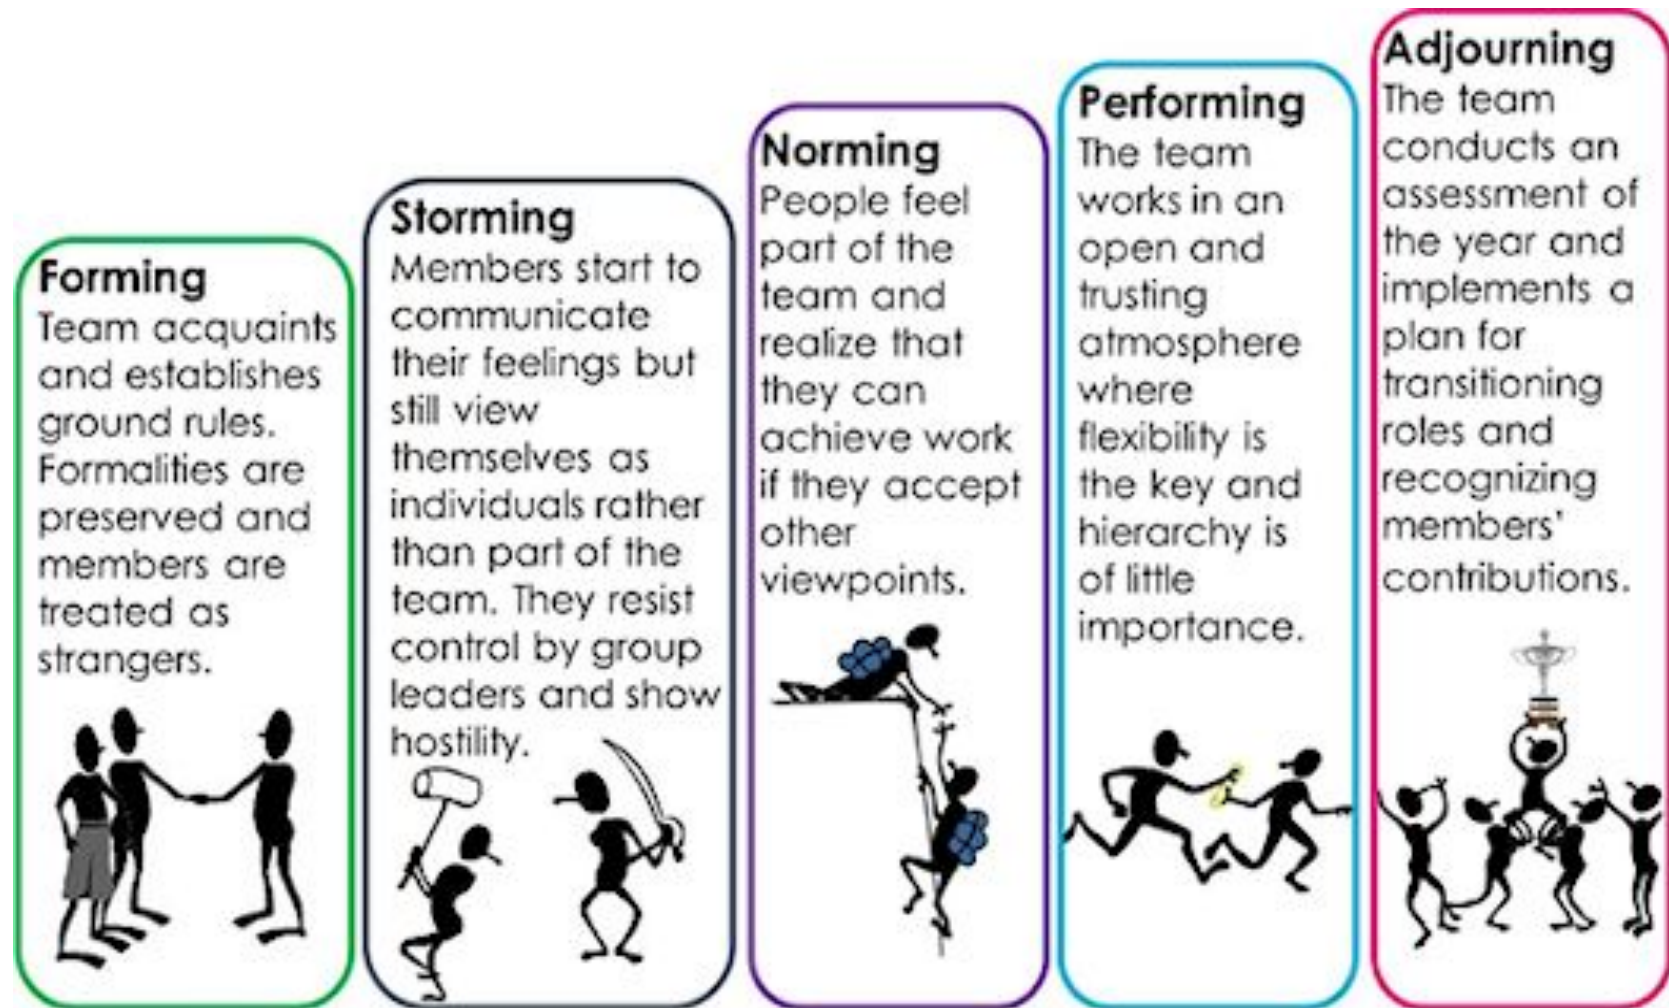 Forming
Team acquaints
and establishes
ground rules.
Formalities are
preserved and
members are
treated as
strangers.
Storming
Members start to
communicate
their feelings but
still view
themselves as
individuals rather
than part of the
team. They resist
control by group
leaders and show
hostility.
Norming
People feel
part of the
team and
realize that
they can
achieve work
if they accept
other
viewpoints.
Performing
The team
works in an
open and
trusting
atmosphere
where
flexibility is
the key and
hierarchy is
of little
importance.
Adjourning
The team
conducts an
assessment of
the year and
implements a
plan for
transitioning
roles and
recognizing
members'
contributions.